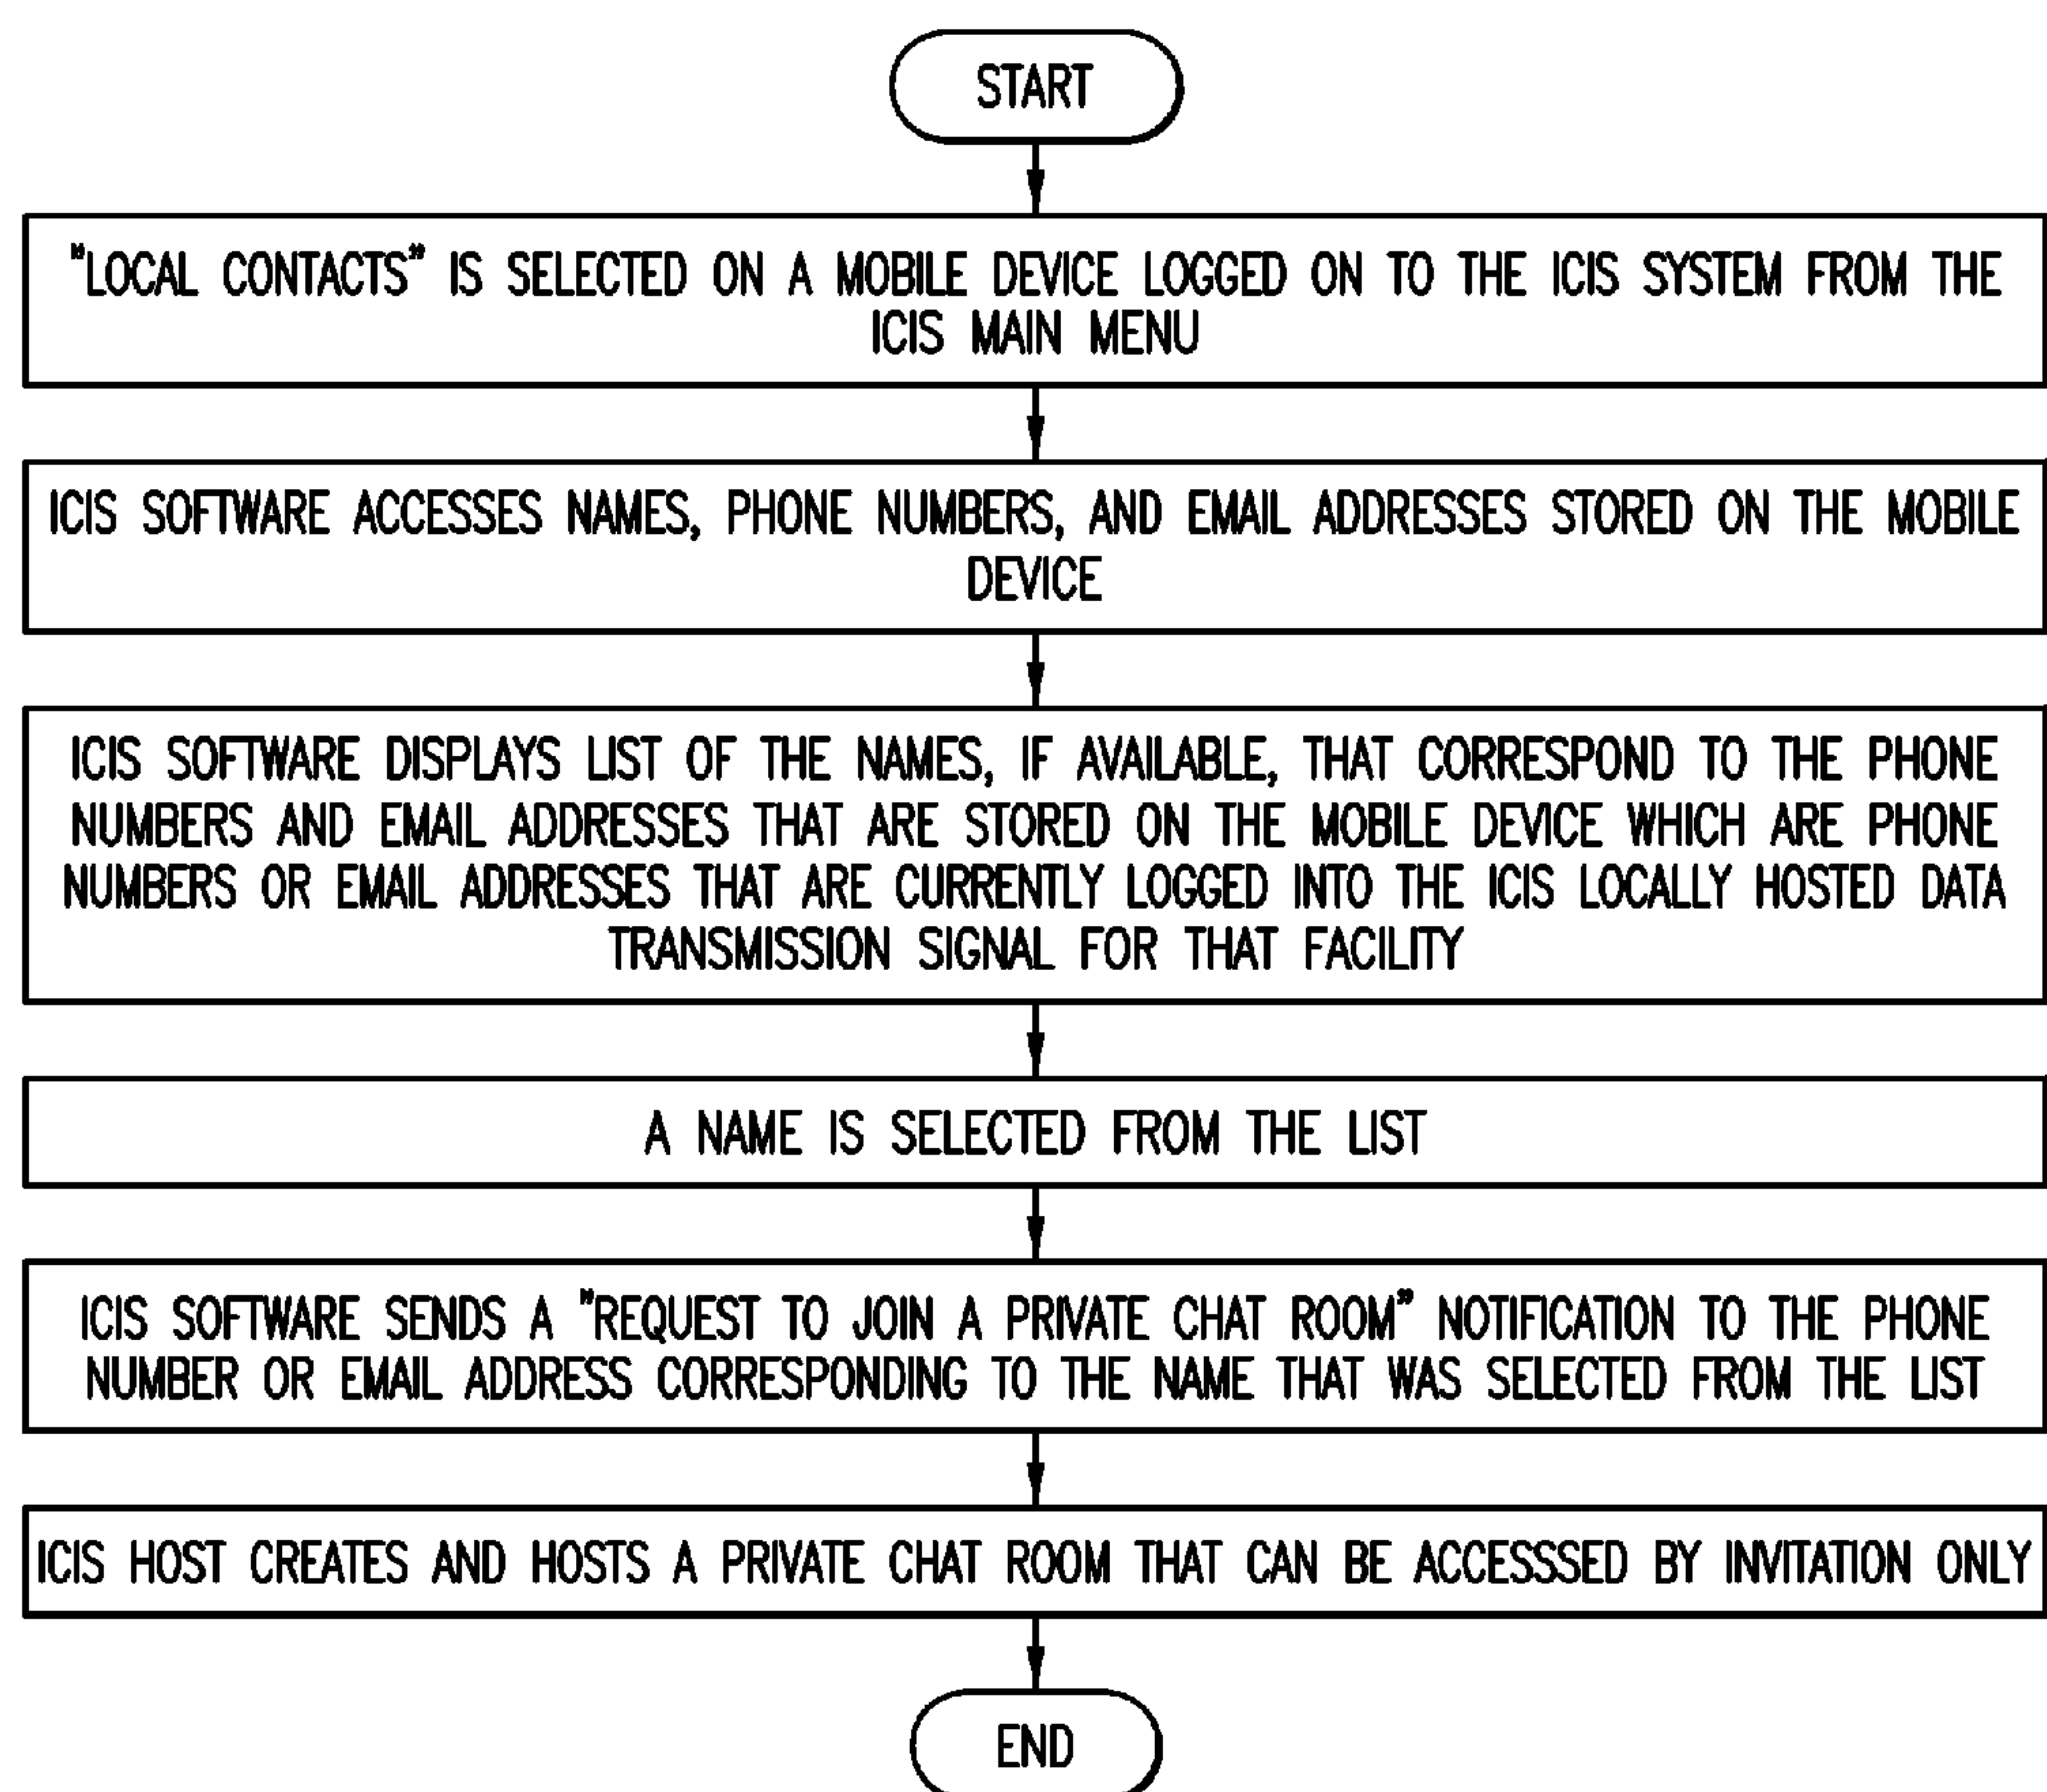 START
"LOCAL CONTACTS" IS SELECTED ON A MOBILE DEVICE LOGGED ON TO THE ICIS SYSTEM FROM THE
ICIS MAIN MENU
ICIS SOFTWARE ACCESSES NAMES, PHONE NUMBERS, AND EMAIL ADDRESSES STORED ON THE MOBILE
DEVICE
ICIS SOFTWARE DISPLAYS LIST OF THE NAMES, IF AVAILABLE, THAT CORRESPOND TO THE PHONE
NUMBERS AND EMAIL ADDRESSES THAT ARE STORED ON THE MOBILE DEVICE WHICH ARE PHONE
NUMBERS OR EMAIL ADDRESSES THAT ARE CURRENTLY LOGGED INTO THE ICIS LOCALLY HOSTED DATA
TRANSMISSION SIGNAL FOR THAT FACILITY
A NAME IS SELECTED FROM THE LIST
ICIS SOFTWARE SENDS A "REQUEST TO JOIN A PRIVATE CHAT ROOM" NOTIFICATION TO THE PHONE
NUMBER OR EMAIL ADDRESS CORRESPONDING TO THE NAME THAT WAS SELECTED FROM THE LIST
ICIS HOST CREATES AND HOSTS A PRIVATE CHAT ROOM THAT CAN BE ACCESSSED BY INVITATION ONLY
END